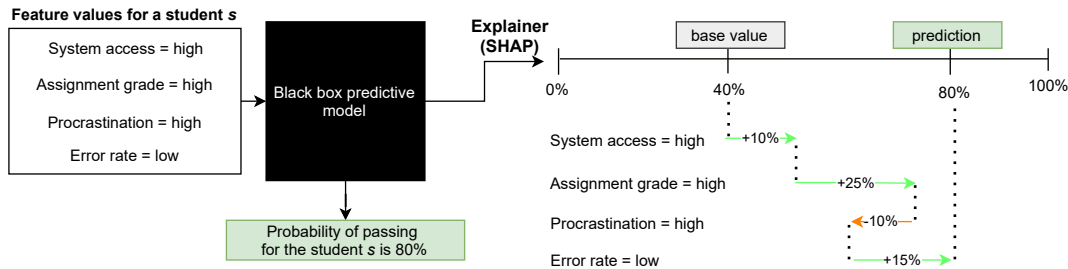 Feature values for a student s
System access = high
Assignment grade = high
Procrastination = high
Error rate = low
Black box predictive
model
Probability of passing
for the student s is 80%
Explainer
(SHAP)
base value
prediction
0%
40%
80%
100%
System access = high
+10%
Assignment grade = high
+25%
Procrastination = high
-10%
Error rate = low
+15%